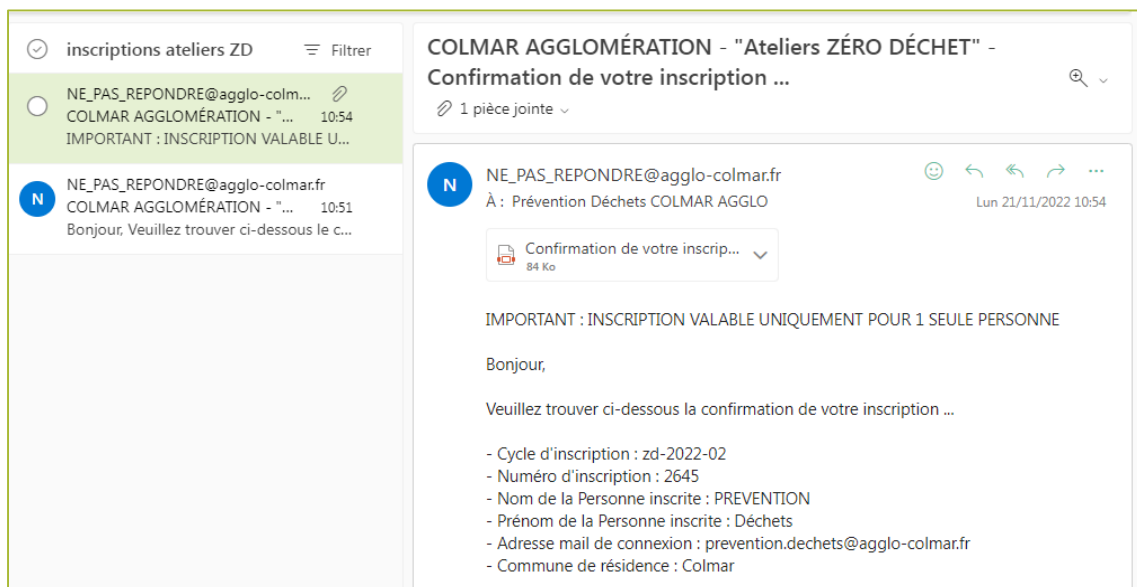 inscriptions ateliers ZD
Filtrer
NE_PAS_REPONDRE@agglo-colm...
COLMAR AGGLOMÉRATION - "... 10:54
IMPORTANT : INSCRIPTION VALABLE U...
N
NE_PAS_REPONDRE@agglo-colmar.fr
COLMAR AGGLOMÉRATION - "... 10:51
Bonjour, Veuillez trouver ci-dessous le c...
COLMAR AGGLOMÉRATION - "Ateliers ZÉRO DÉCHET" -
Confirmation de votre inscription ...
1 pièce jointe
N
NE_PAS_REPONDRE@agglo-colmar.fr
À : Prévention Déchets COLMAR AGGLO
Lun 21/11/2022 10:54
Confirmation de votre inscrip...
84 Ko
IMPORTANT : INSCRIPTION VALABLE UNIQUEMENT POUR 1 SEULE PERSONNE
Bonjour,
Veuillez trouver ci-dessous la confirmation de votre inscription ...
- Cycle d'inscription : zd-2022-02
- Numéro d'inscription : 2645
- Nom de la Personne inscrite : PREVENTION
- Prénom de la Personne inscrite : Déchets
- Adresse mail de connexion : prevention.dechets@agglo-colmar.fr
- Commune de résidence : Colmar